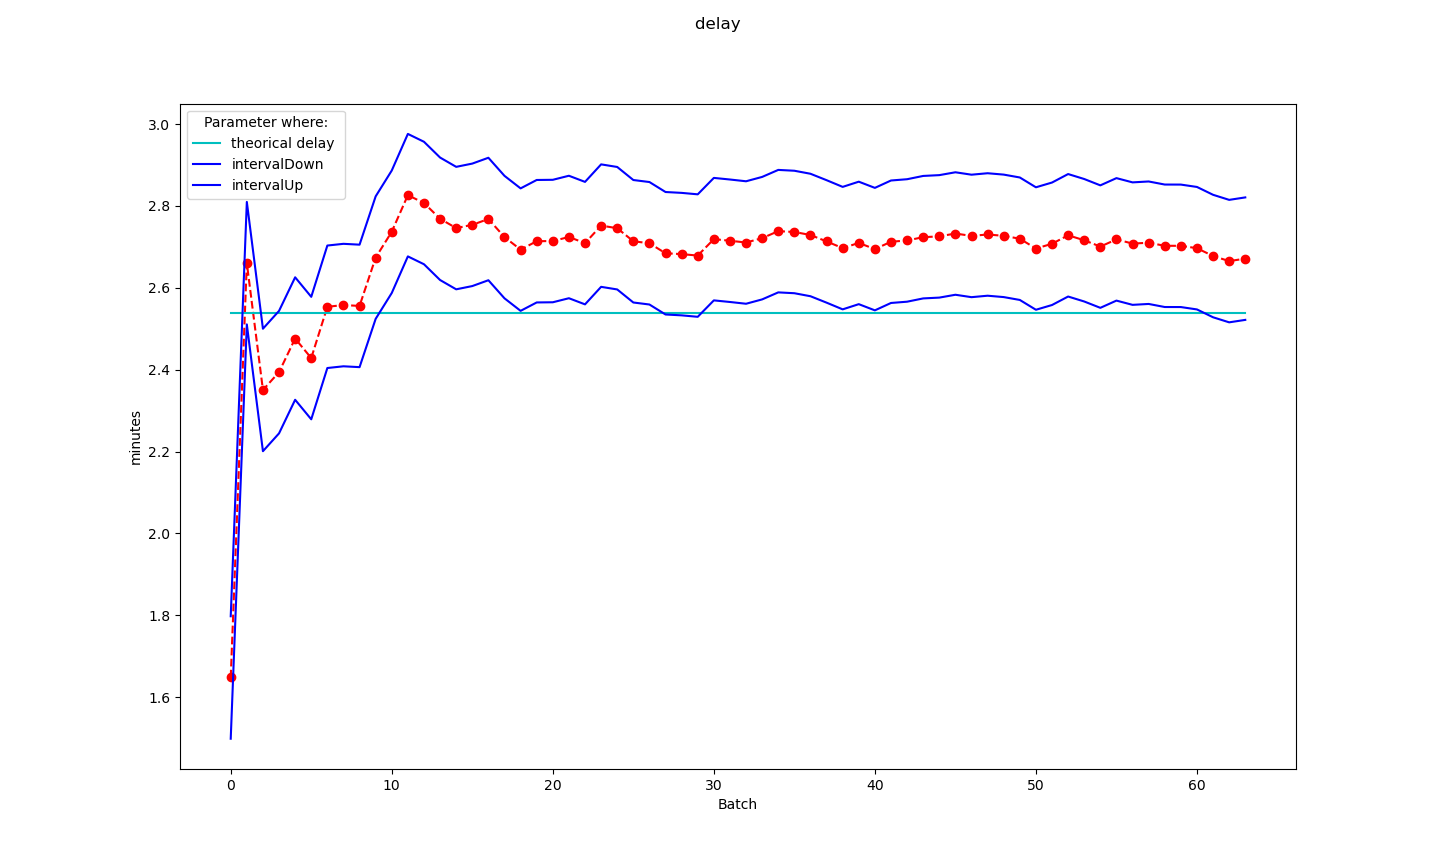 delay
Parameter where:
theorical delay
intervalDown
intervalUp
3.0
2.8
2.6
2.4
2.2
2.0
1.8
1.6
minutes
0 10 20 30 40 50 60
Batch